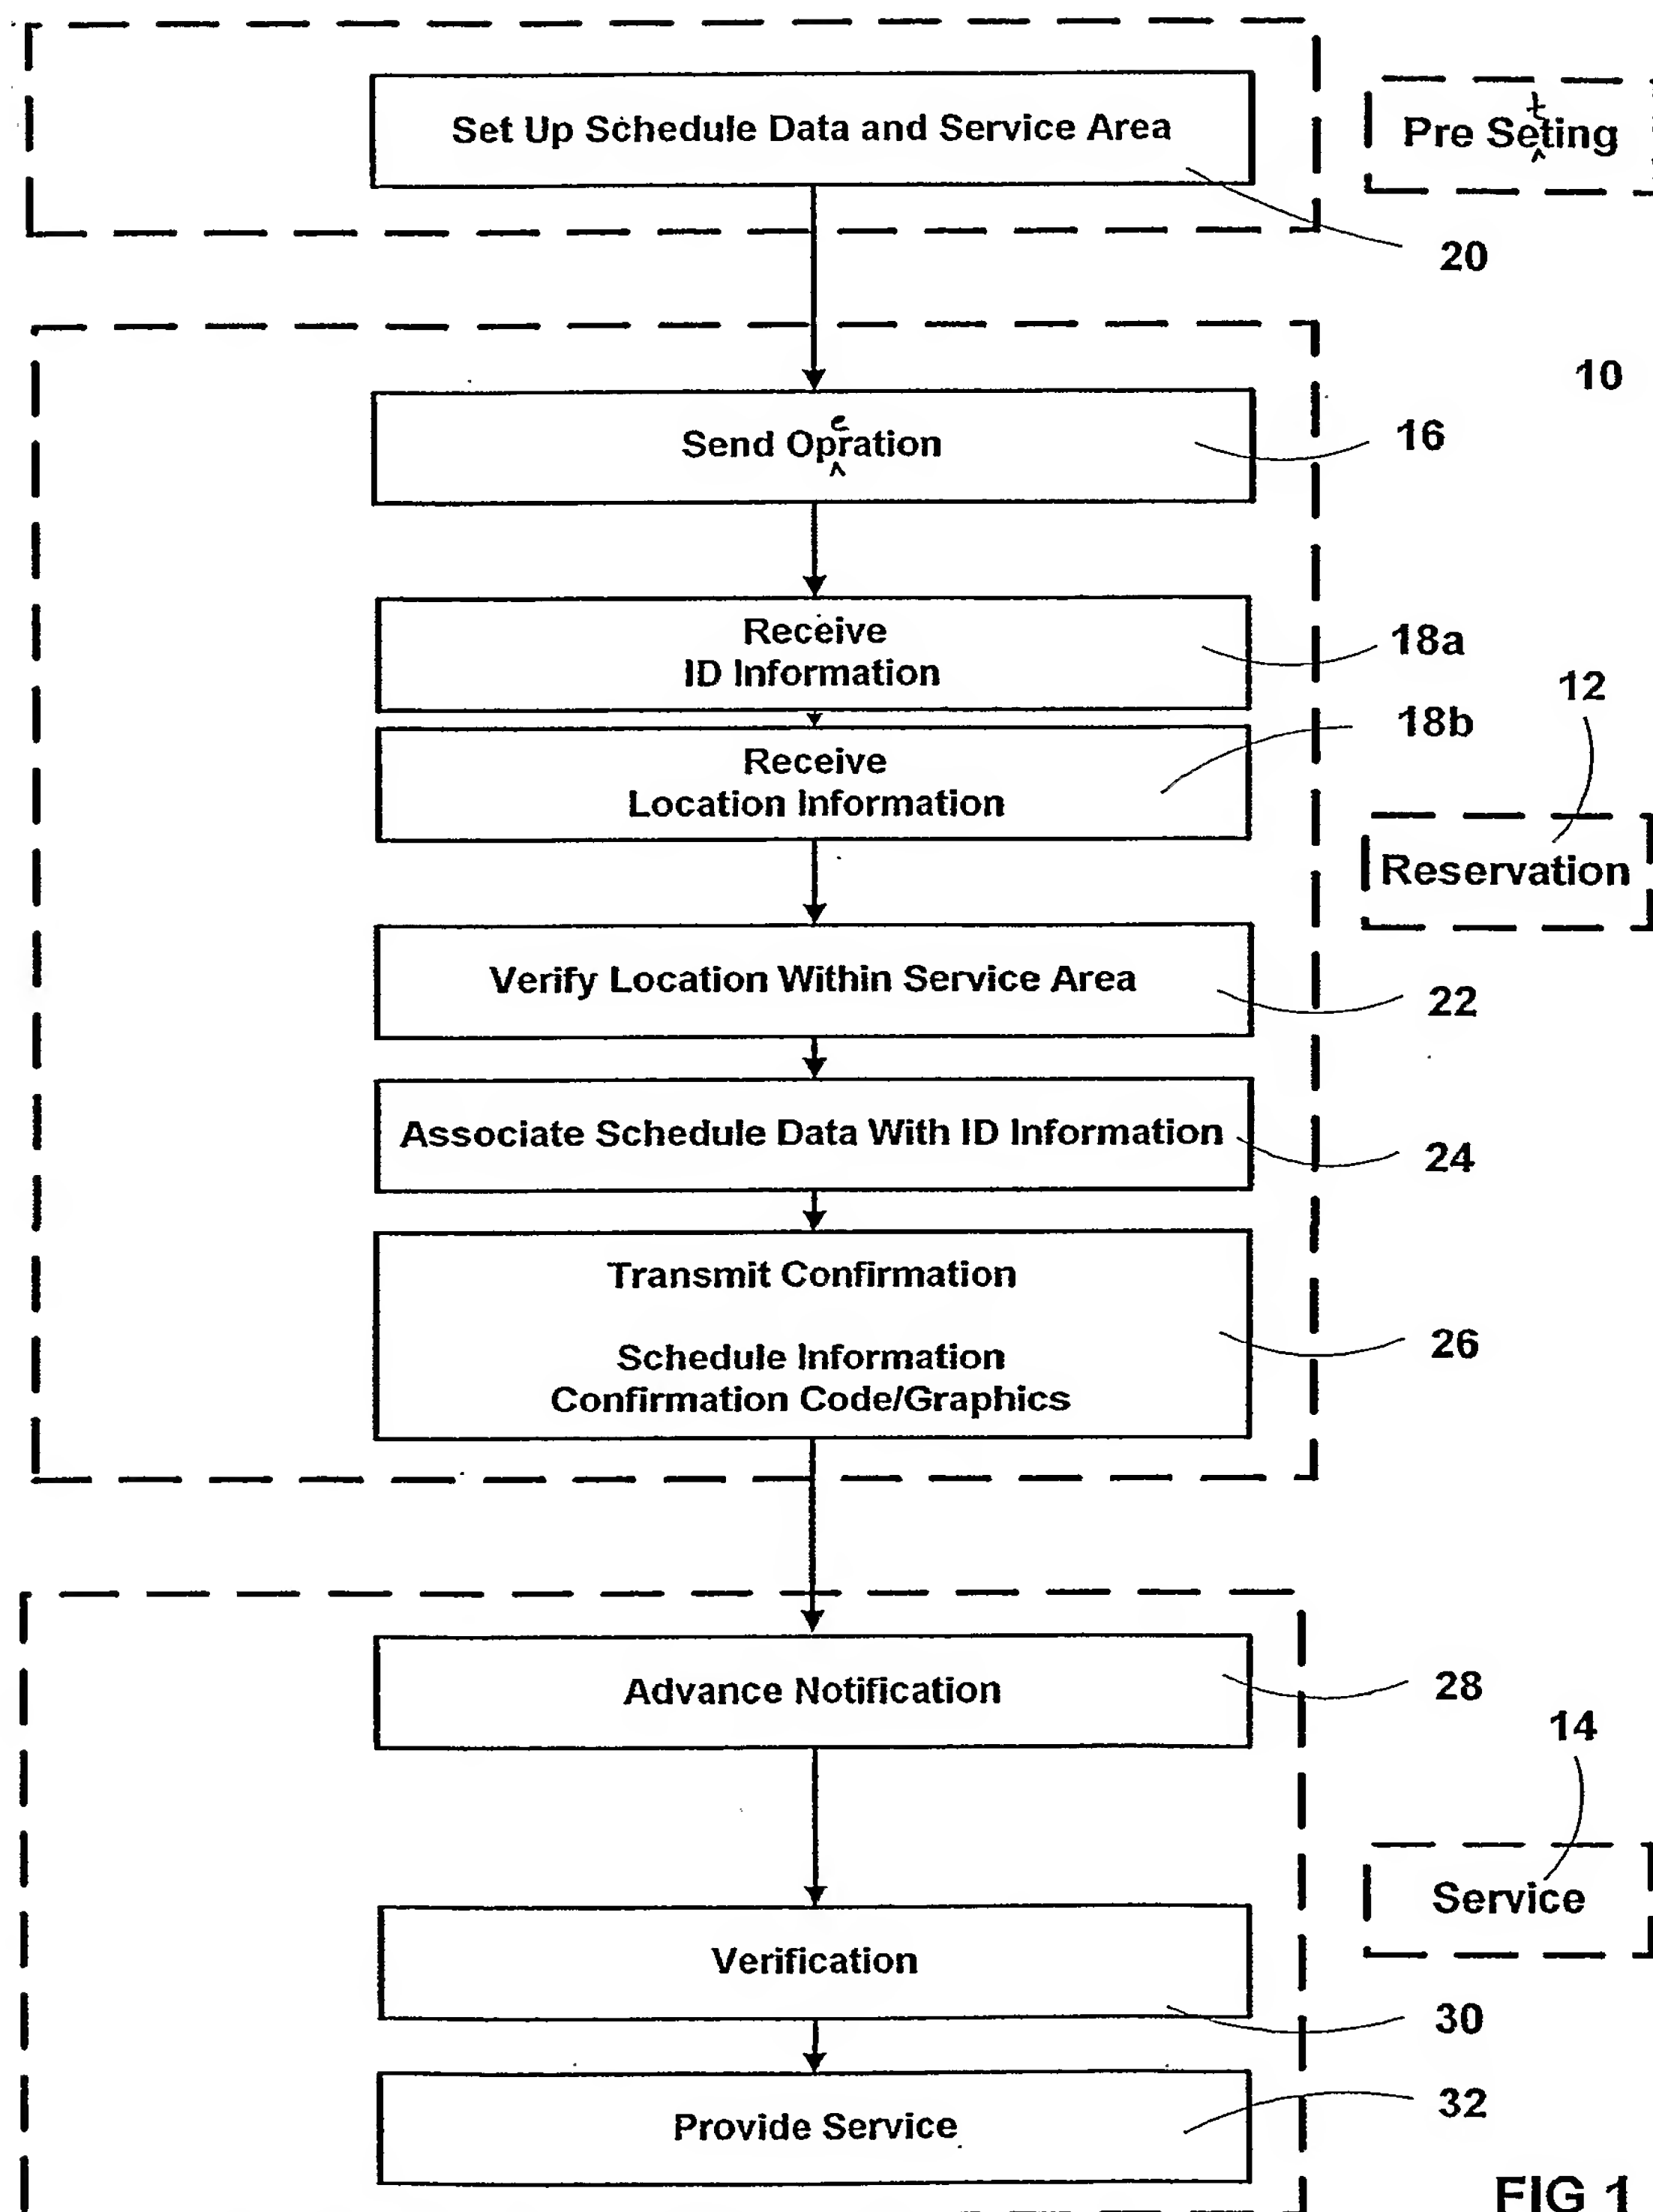 Set Up Schedule Data and Service Area
Pre Seting
t
^
20
10
e
Send Opration
^
16
Receive
ID Information
18a
12
Receive
Location Information
18b
Reservation
Verify Location Within Service Area
22
Associate Schedule Data With ID Information
24
Transmit Confirmation
Schedule Information
Confirmation Code/Graphics
26
Advance Notification
28
14
Service
Verification
30
Provide Service
32
FIG 1